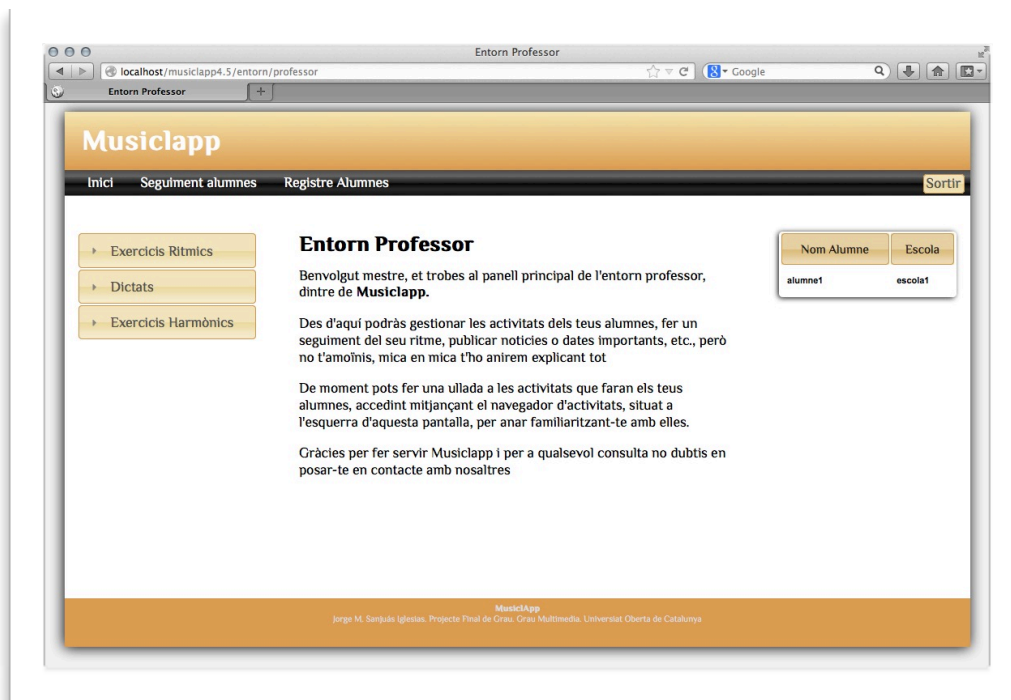 Entorn Professor
localhost/musiclapp4.5/entorn/professor
Google
Entorn Professor
Musiclapp
Inici Seguiment alumnes Registre Alumnes Sortir
Exercicis Ritmics
Dictats
Exercicis Harmònics
Entorn Professor
Benvolgut mestre, et trobes al panell principal de l'entorn professor,
dintre de Musiclapp.
Des d'aquí podràs gestionar les activitats dels teus alumnes, fer un
seguiment del seu ritme, publicar noticies o dates importants, etc., però
no t'amoïnis, mica en mica t'ho anirem explicant tot
De moment pots fer una ullada a les activitats que faran els teus
alumnes, accedint mitjançant el navegador d'activitats, situat a
l'esquerra d'aquesta pantalla, per anar familiaritzant-te amb elles.
Gràcies per fer servir Musiclapp i per a qualsevol consulta no dubtis en
posar-te en contacte amb nosaltres
Nom Alumne Escola
alumne1 escola1
MusiclApp
Jorge M. Sanjuàs Iglesias. Projecte Final de Grau. Grau Multimedia. Universiat Oberta de Catalunya